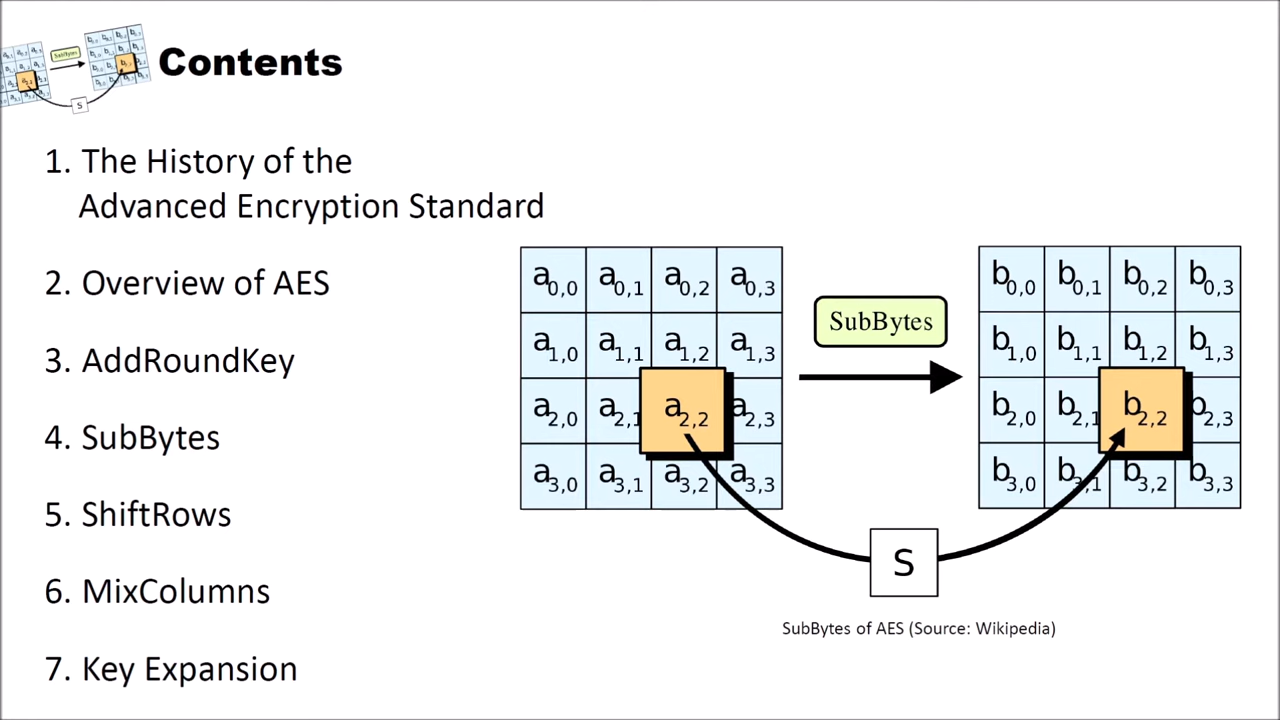 Contents
1. The History of the
Advanced Encryption Standard
2. Overview of AES
3. AddRoundKey
4. SubBytes
5. ShiftRows
6. MixColumns
7. Key Expansion
a0,0 a0,1 a0,2 a0,3
a1,0 a1,1 a1,2 a1,3
a2,0 a2,1 a2,2 a2,3
a3,0 a3,1 a3,2 a3,3
SubBytes
b0,0 b0,1 b0,2 b0,3
b1,0 b1,1 b1,2 b1,3
b2,0 b2,1 b2,2 b2,3
b3,0 b3,1 b3,2 b3,3
S
SubBytes of AES (Source: Wikipedia)